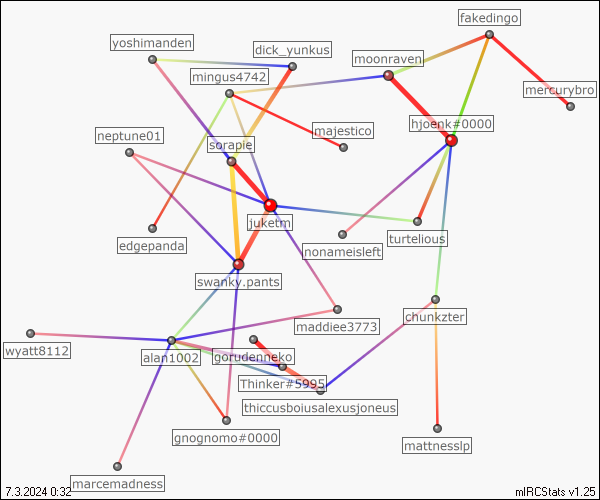 fakedingo
yoshimanden
dick_yunkus
moonraven
mingus4742
mercurybro
hjoenk#0000
majestico
neptune01
sorapie
juketm
edgepanda
nonameisleft
turtelious
swanky.pants
chunkzter
maddiee3773
wyatt8112
alan1002
gorudenneko
Thinker#5995
thiccusboiusalexusjoneus
gnognomo#0000
mattnesslp
marcemadness
7.3.2024 0:32
mIRCStats v1.25